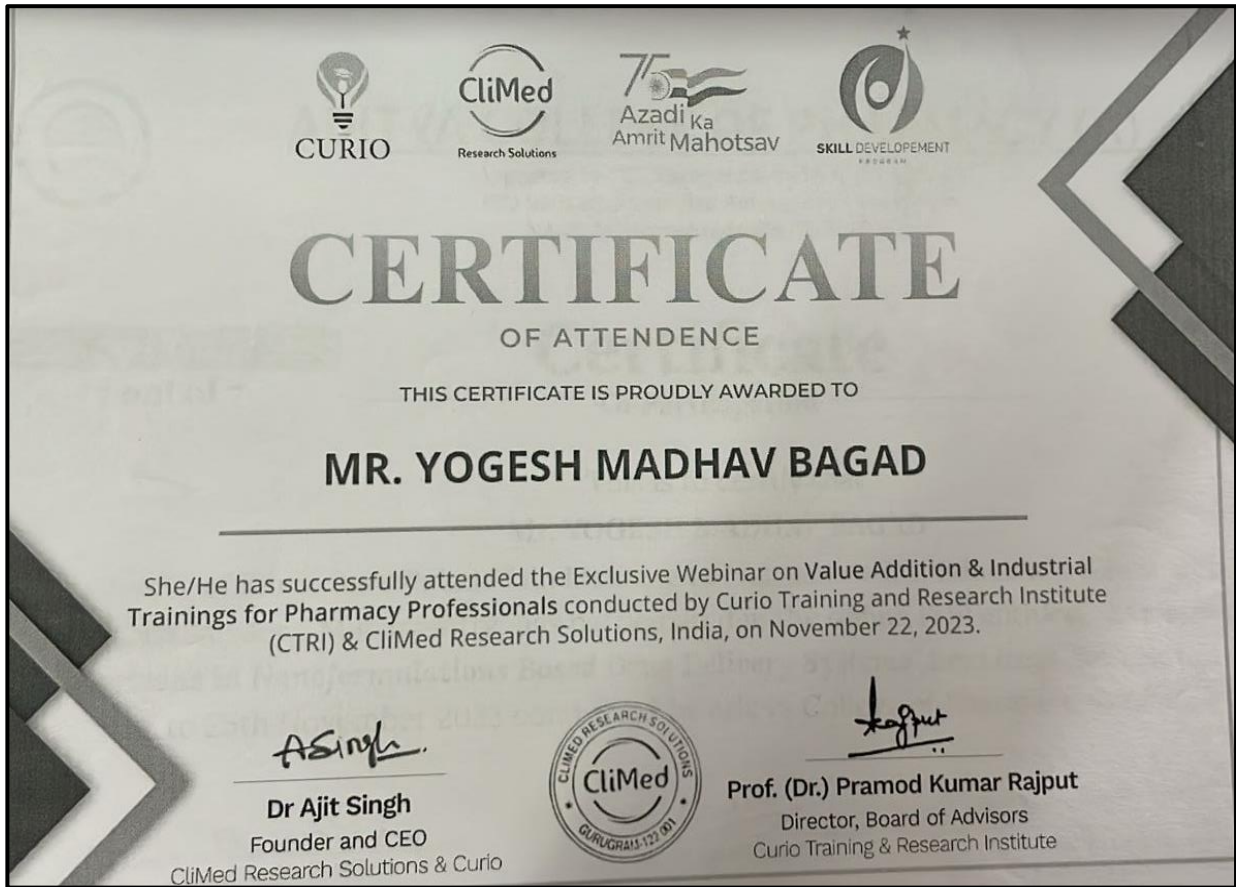 CURIO
CliMed
Research Solutions
75
Azadi Ka
Amrit Mahotsav
SKILL DEVELOPEMENT
PROGRAM
CERTIFICATE
OF ATTENDENCE
THIS CERTIFICATE IS PROUDLY AWARDED TO
MR. YOGESH MADHAV BAGAD
She/He has successfully attended the Exclusive Webinar on Value Addition & Industrial
Trainings for Pharmacy Professionals conducted by Curio Training and Research Institute
(CTRI) & CliMed Research Solutions, India, on November 22, 2023.
ASingh
Dr Ajit Singh
Founder and CEO
CliMed Research Solutions & Curio
CLIMED RESEARCH SOLUTIONS
CliMed
GURUGRAM-122 001
Rajput
Prof. (Dr.) Pramod Kumar Rajput
Director, Board of Advisors
Curio Training & Research Institute